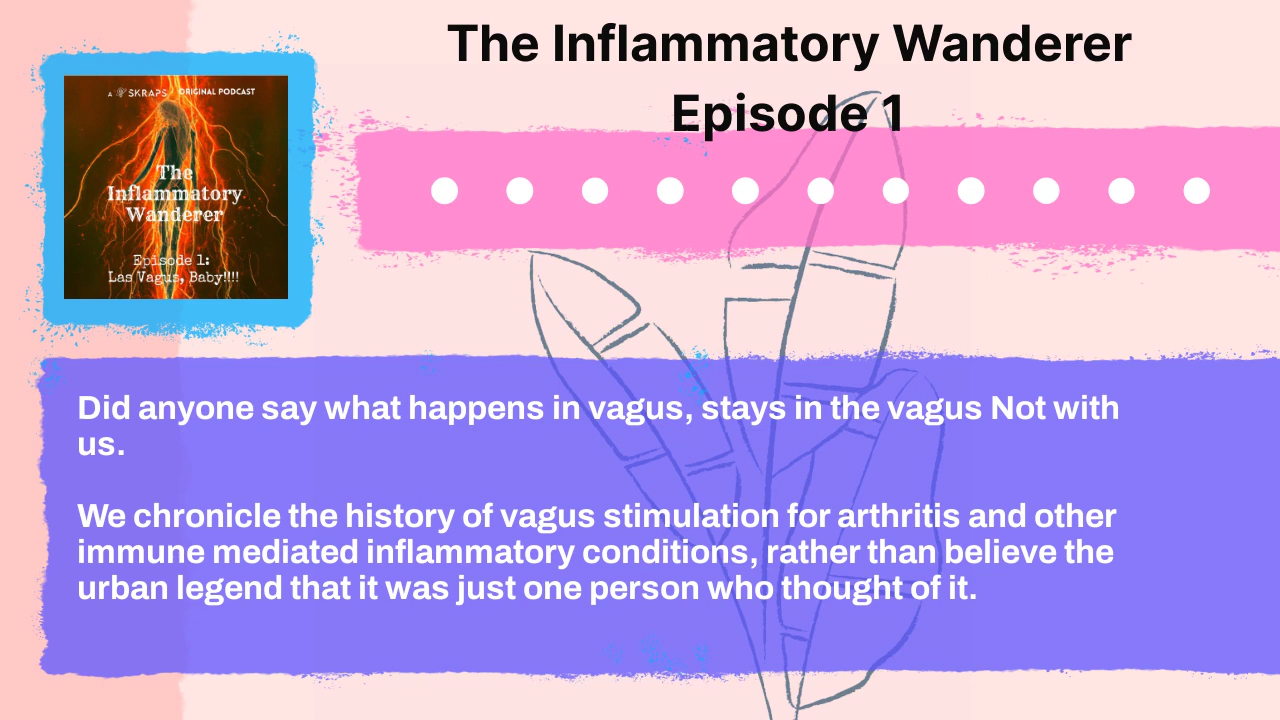 The Inflammatory Wanderer
Episode 1
A SKRAPS ORIGINAL PODCAST
The
Inflammatory
Wanderer
Episode 1:
Las Vagus, Baby!!!!
Did anyone say what happens in vagus, stays in the vagus Not with
us.
We chronicle the history of vagus stimulation for arthritis and other
immune mediated inflammatory conditions, rather than believe the
urban legend that it was just one person who thought of it.